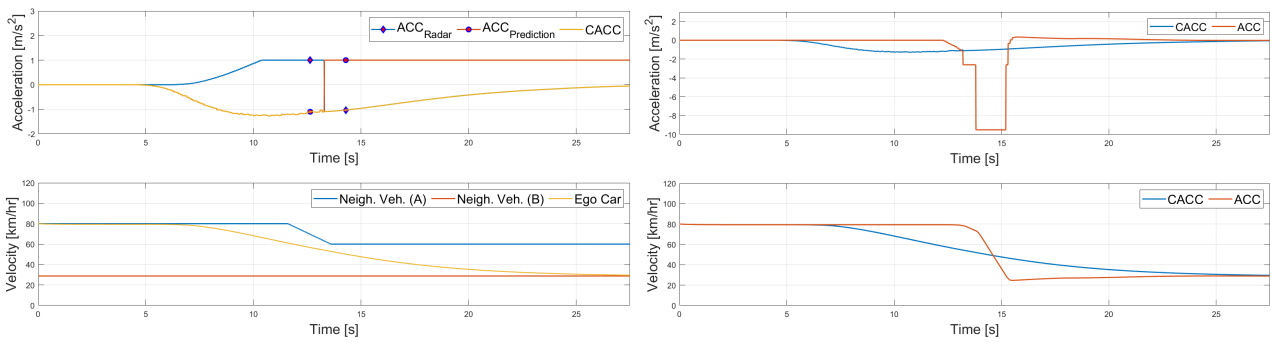 3
2
1
0
-1
-2
Acceleration [m/s²]
ACC_Radar ACC_Prediction CACC
0 5 10 15 20 25
Time [s]
2
0
-2
-4
-6
-8
-10
Acceleration [m/s²]
CACC ACC
0 5 10 15 20 25
Time [s]
120
100
80
60
40
20
0
Velocity [km/hr]
Neigh. Veh. (A) Neigh. Veh. (B) Ego Car
0 5 10 15 20 25
Time [s]
120
100
80
60
40
20
0
Velocity [km/hr]
CACC ACC
0 5 10 15 20 25
Time [s]